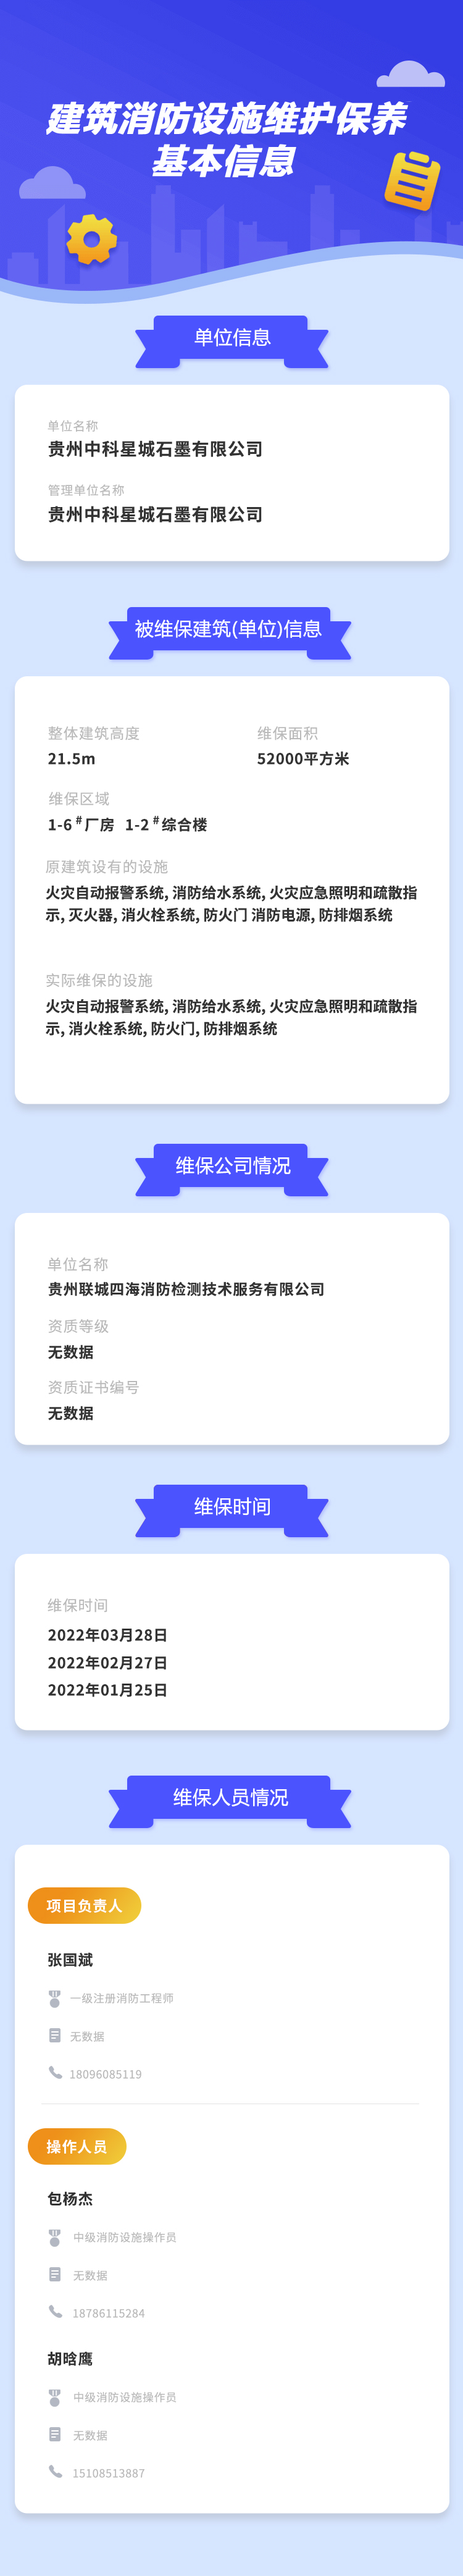 建筑消防设施维护保养
基本信息
单位信息
单位名称
贵州中科星城石墨有限公司
管理单位名称
贵州中科星城石墨有限公司
被维保建筑(单位)信息
整体建筑高度 维保面积
21.5m 52000平方米
维保区域
1-6#厂房 1-2#综合楼
原建筑设有的设施
火灾自动报警系统, 消防给水系统, 火灾应急照明和疏散指
示, 灭火器, 消火栓系统, 防火门 消防电源, 防排烟系统
实际维保的设施
火灾自动报警系统, 消防给水系统, 火灾应急照明和疏散指
示, 消火栓系统, 防火门, 防排烟系统
维保公司情况
单位名称
贵州联城四海消防检测技术服务有限公司
资质等级
无数据
资质证书编号
无数据
维保时间
维保时间
2022年03月28日
2022年02月27日
2022年01月25日
维保人员情况
项目负责人
张国斌
一级注册消防工程师
无数据
18096085119
操作人员
包杨杰
中级消防设施操作员
无数据
18786115284
胡晗鹰
中级消防设施操作员
无数据
15108513887